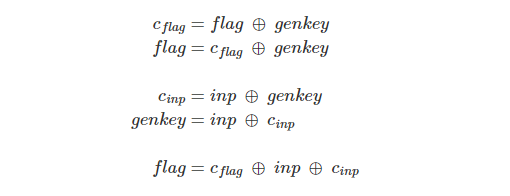 c_flag = flag ⊕ genkey
flag = c_flag ⊕ genkey
c_inp = inp ⊕ genkey
genkey = inp ⊕ c_inp
flag = c_flag ⊕ inp ⊕ c_inp